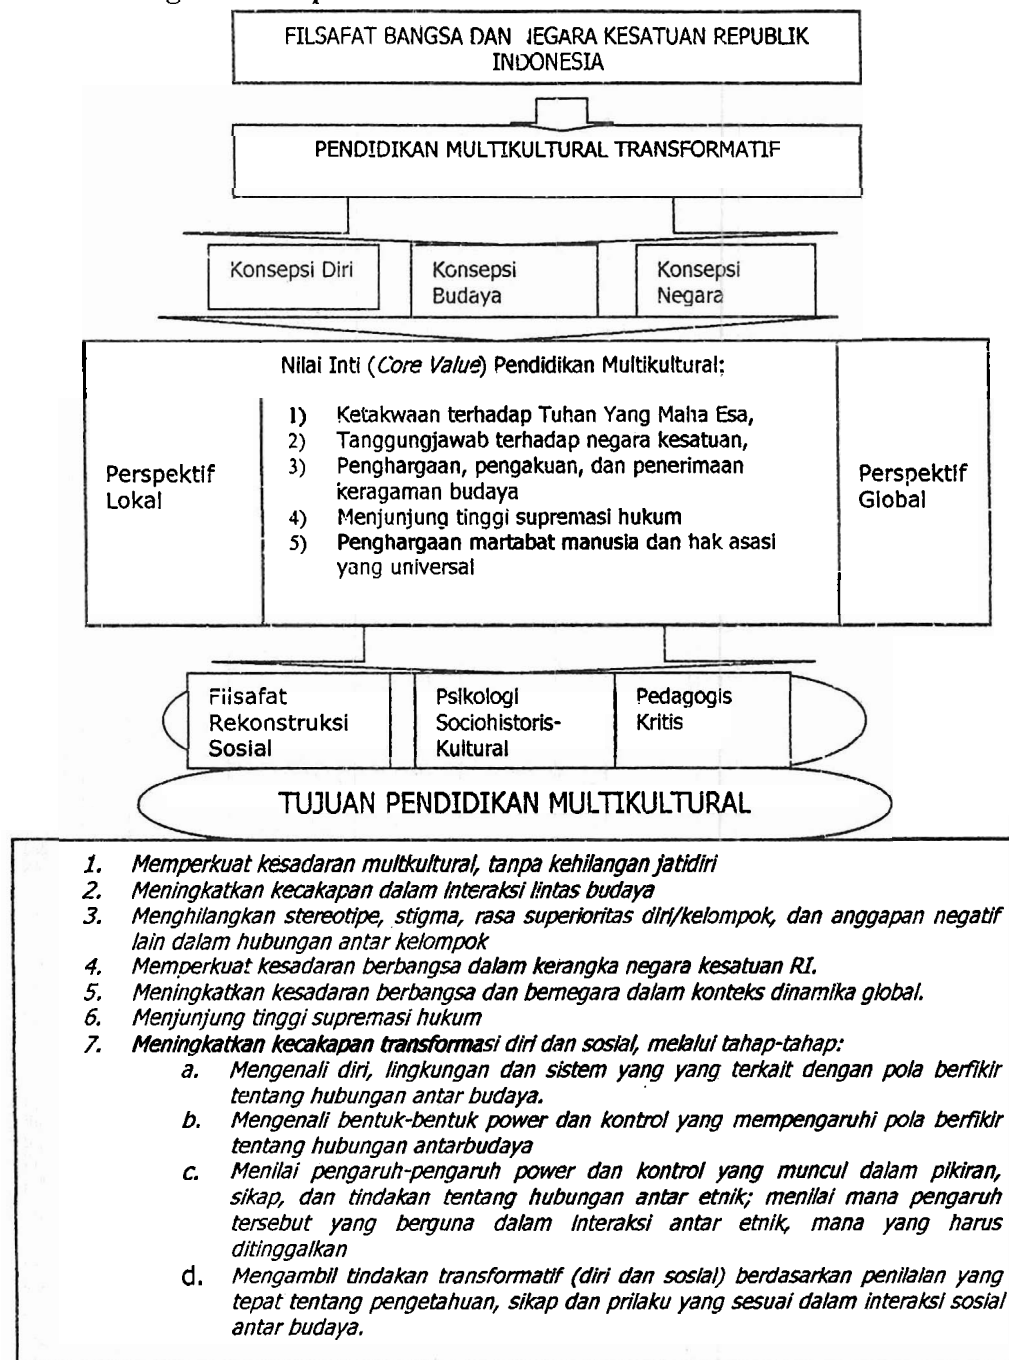 FILSAFAT BANGSA DAN IEGARA KESATUAN REPUBLIK
INDONESIA
PENDIDIKAN MULTIKULTURAL TRANSFORMATIF
Konsepsi Diri
Konsepsi
Budaya
Konsepsi
Negara
Nilai Inti (Core Value) Pendidikan Multikultural:
1) Ketakwaan terhadap Tuhan Yang Maha Esa,
2) Tanggungjawab terhadap negara kesatuan,
3) Penghargaan, pengakuan, dan penerimaan
keragaman budaya
4) Menjunjung tinggi supremasi hukum
5) Penghargaan martabat manusia dan hak asasi
yang universal
Perspektif
Lokal
Perspektif
Global
Filsafat
Rekonstruksi
Sosial
Psikologi
Sociohistoris-
Kultural
Pedagogis
Kritis
TUJUAN PENDIDIKAN MULTIKULTURAL
1. Memperkuat kesadaran multkultural, tanpa kehilangan jatidiri
2. Meningkatkan kecakapan dalam interaksi lintas budaya
3. Menghilangkan stereotipe, stigma, rasa superioritas diri/kelompok, dan anggapan negatif
lain dalam hubungan antar kelompok
4. Memperkuat kesadaran berbangsa dalam kerangka negara kesatuan RI.
5. Meningkatkan kesadaran berbangsa dan bernegara dalam konteks dinamika global.
6. Menjunjung tinggi supremasi hukum
7. Meningkatkan kecakapan transformasi diri dan sosial, melalui tahap-tahap:
a. Mengenali diri, lingkungan dan sistem yang yang terkait dengan pola berfikir
tentang hubungan antar budaya.
b. Mengenali bentuk-bentuk power dan kontrol yang mempengaruhi pola berfikir
tentang hubungan antarbudaya
c. Menilai pengaruh-pengaruh power dan kontrol yang muncul dalam pikiran,
sikap, dan tindakan tentang hubungan antar etnik; menilai mana pengaruh
tersebut yang berguna dalam interaksi antar etnik, mana yang harus
ditinggalkan
d. Mengambil tindakan transformatif (diri dan sosial) berdasarkan penilaian yang
tepat tentang pengetahuan, sikap dan prilaku yang sesuai dalam interaksi sosial
antar budaya.